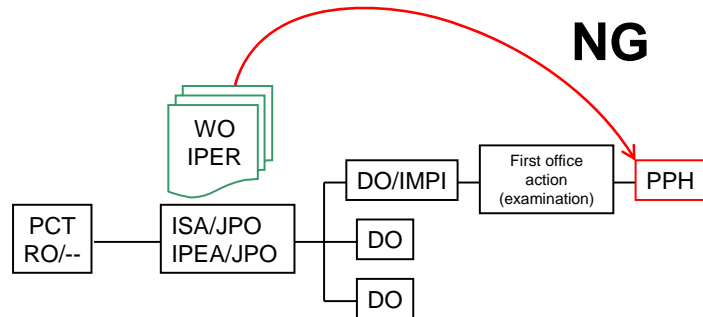 NG
WO
IPER
DO/IMPI
First office
action
(examination)
PPH
PCT
RO/--
ISA/JPO
IPEA/JPO
DO
DO